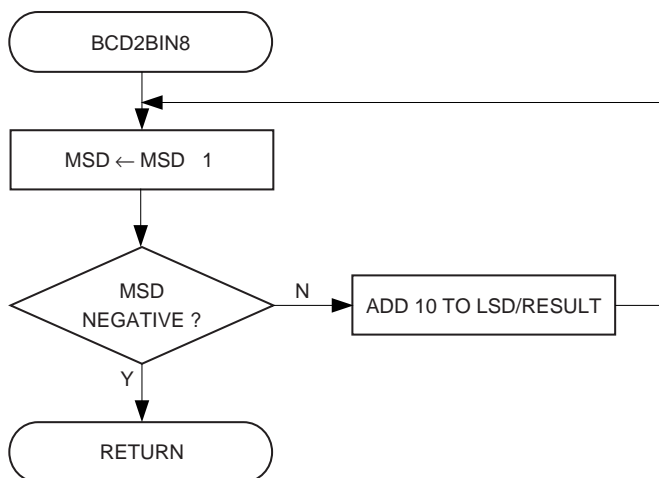 BCD2BIN8
MSD ← MSD 1
MSD
NEGATIVE ?
N
ADD 10 TO LSD/RESULT
Y
RETURN